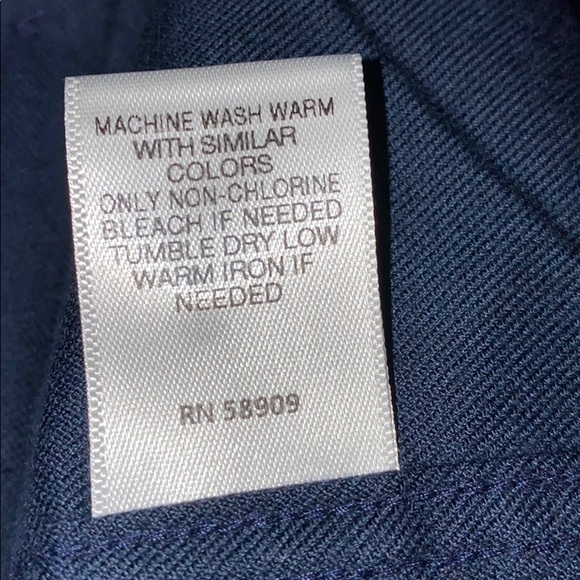 MACHINE WASH WARM
WITH SIMILAR
COLORS
ONLY NON-CHLORINE
BLEACH IF NEEDED
TUMBLE DRY LOW
WARM IRON IF
NEEDED
RN 58909